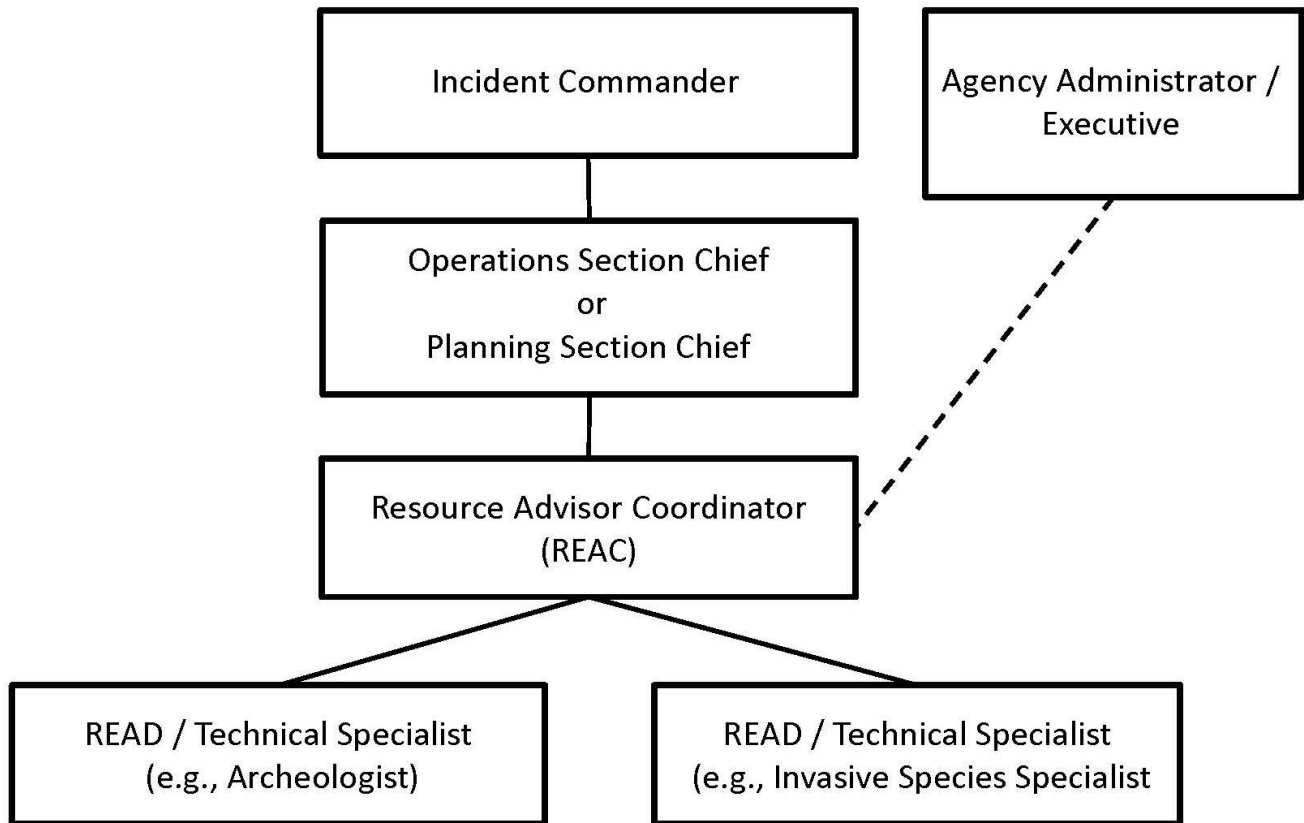 Incident Commander
Agency Administrator /
Executive
Operations Section Chief
or
Planning Section Chief
Resource Advisor Coordinator
(REAC)
READ / Technical Specialist
(e.g., Archeologist)
READ / Technical Specialist
(e.g., Invasive Species Specialist